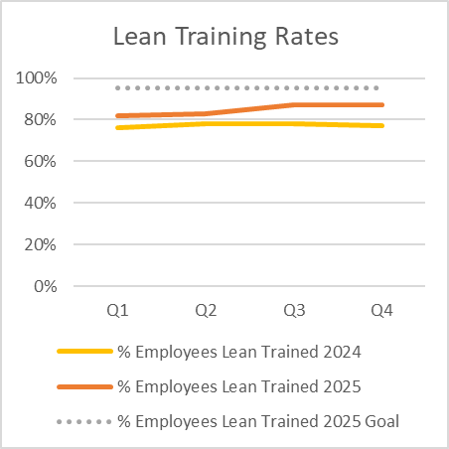 Lean Training Rates
100%
80%
60%
40%
20%
0%
Q1 Q2 Q3 Q4
% Employees Lean Trained 2024
% Employees Lean Trained 2025
% Employees Lean Trained 2025 Goal